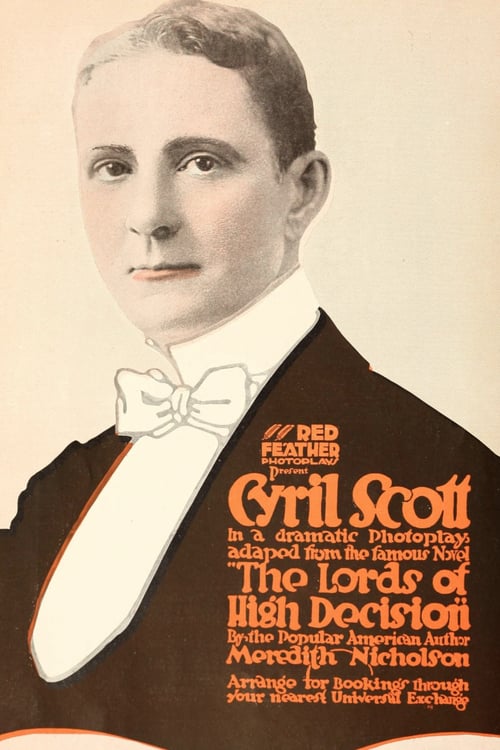 RED
FEATHER
PHOTOPLAYS
Present
Cyril Scott
In a dramatic Photoplay
adaped from the famous Novel
"The Lords of
High Decision"
By the Popular American Author
Meredith Nicholson
Arrange for Bookings through
your nearest Universal Exchange